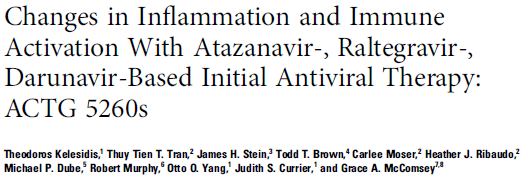 Changes in Inflammation and Immune
Activation With Atazanavir-, Raltegravir-,
Darunavir-Based Initial Antiviral Therapy:
ACTG 5260s
Theodoros Kelesidis,1 Thuy Tien T. Tran,2 James H. Stein,3 Todd T. Brown,4 Carlee Moser,2 Heather J. Ribaudo,2
Michael P. Dube,5 Robert Murphy,6 Otto O. Yang,1 Judith S. Currier,1 and Grace A. McComsey7,8